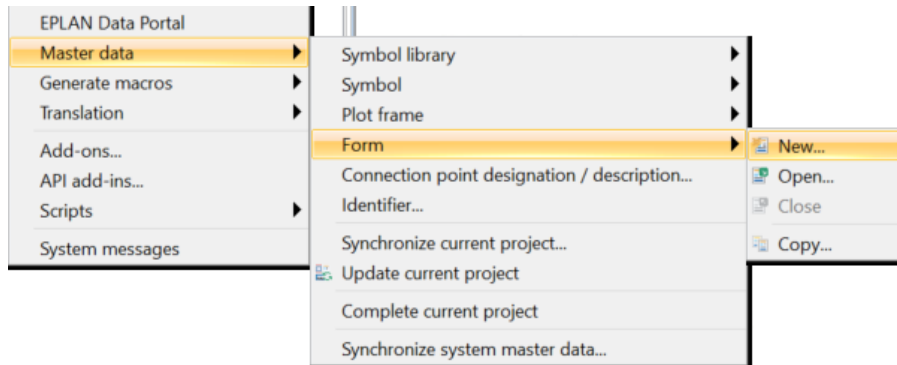 EPLAN Data Portal
Master data
Generate macros
Translation
Add-ons...
API add-ins...
Scripts
System messages
Symbol library
Symbol
Plot frame
Form
Connection point designation / description...
Identifier...
Synchronize current project...
Update current project
Complete current project
Synchronize system master data...
New...
Open...
Close
Copy...